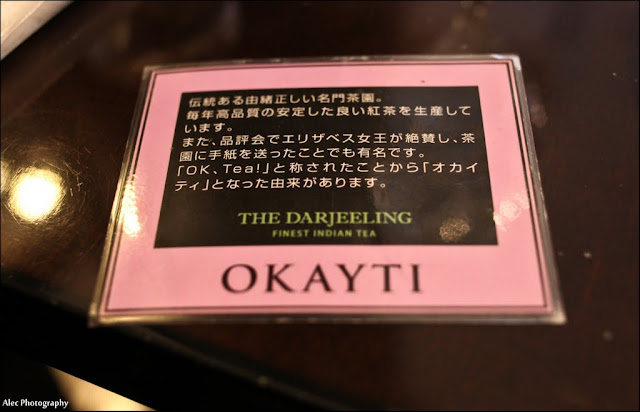 伝統ある由緒正しい名門茶園。
毎年高品質の安定した良い紅茶を生産して
います。
また、品評会でエリザベス女王が絶賛し、茶
園に手紙を送ったことでも有名です。
「OK、Tea!」と称されたことから「オカイ
ティ」となった由来があります。
THE DARJEELING
FINEST INDIAN TEA
OKAYTI
Alec Photography